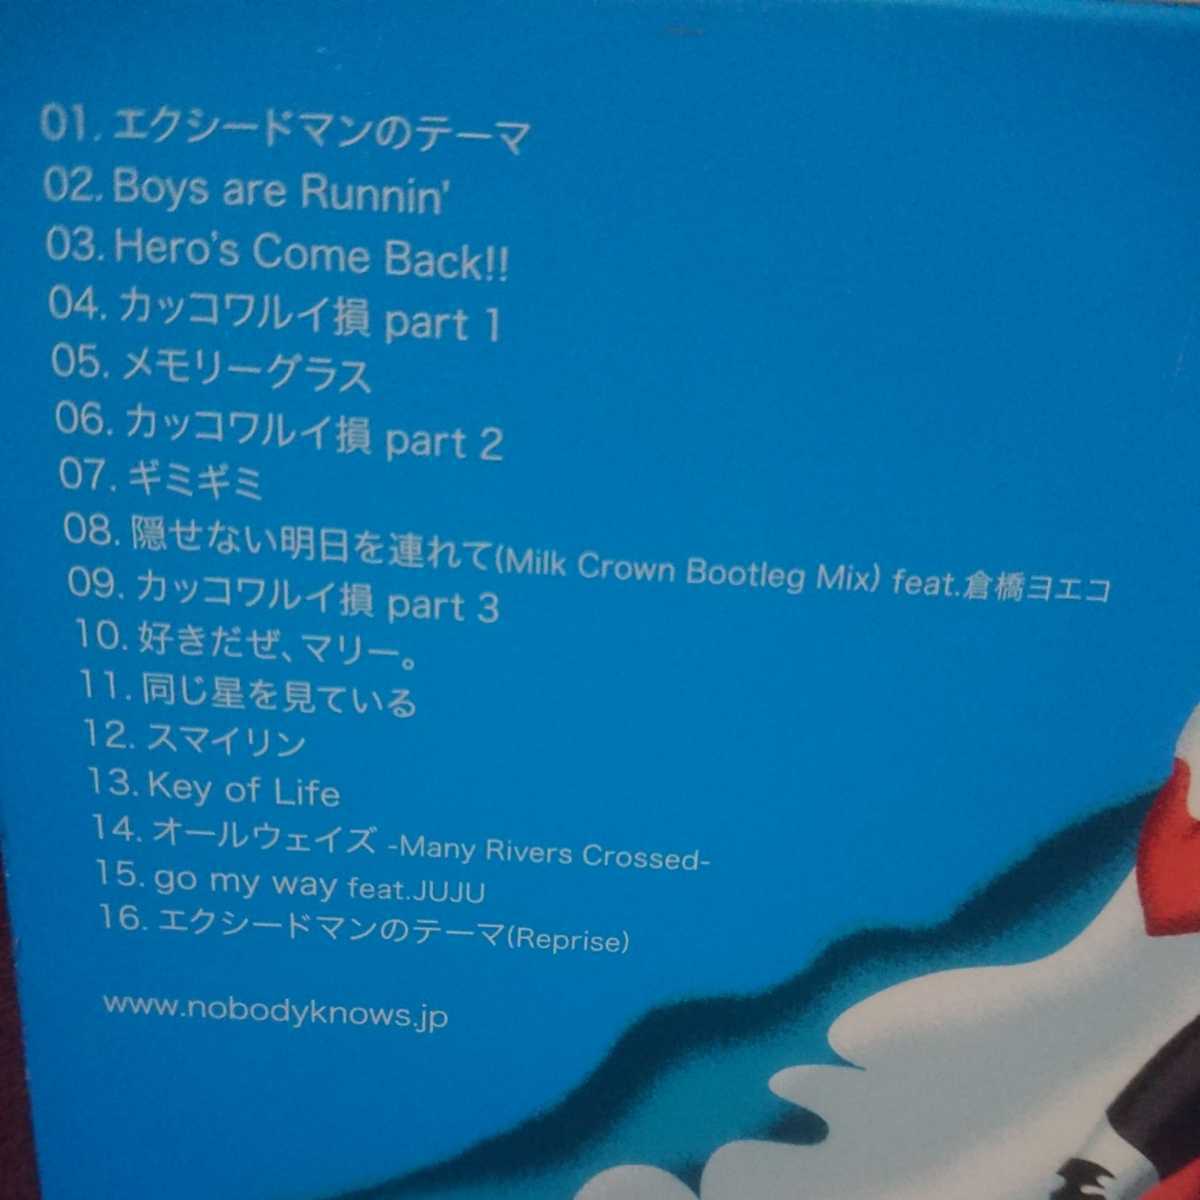 01. エクシードマンのテーマ
02. Boys are Runnin'
03. Hero's Come Back!!
04. カッコワルイ損 part 1
05. メモリーグラス
06. カッコワルイ損 part 2
07. ギミギミ
08. 隠せない明日を連れて(Milk Crown Bootleg Mix) feat.倉橋ヨエコ
09. カッコワルイ損 part 3
10. 好きだぜ、マリー。
11. 同じ星を見ている
12. スマイリン
13. Key of Life
14. オールウェイズ -Many Rivers Crossed-
15. go my way feat.JUJU
16. エクシードマンのテーマ(Reprise)
www.nobodyknows.jp